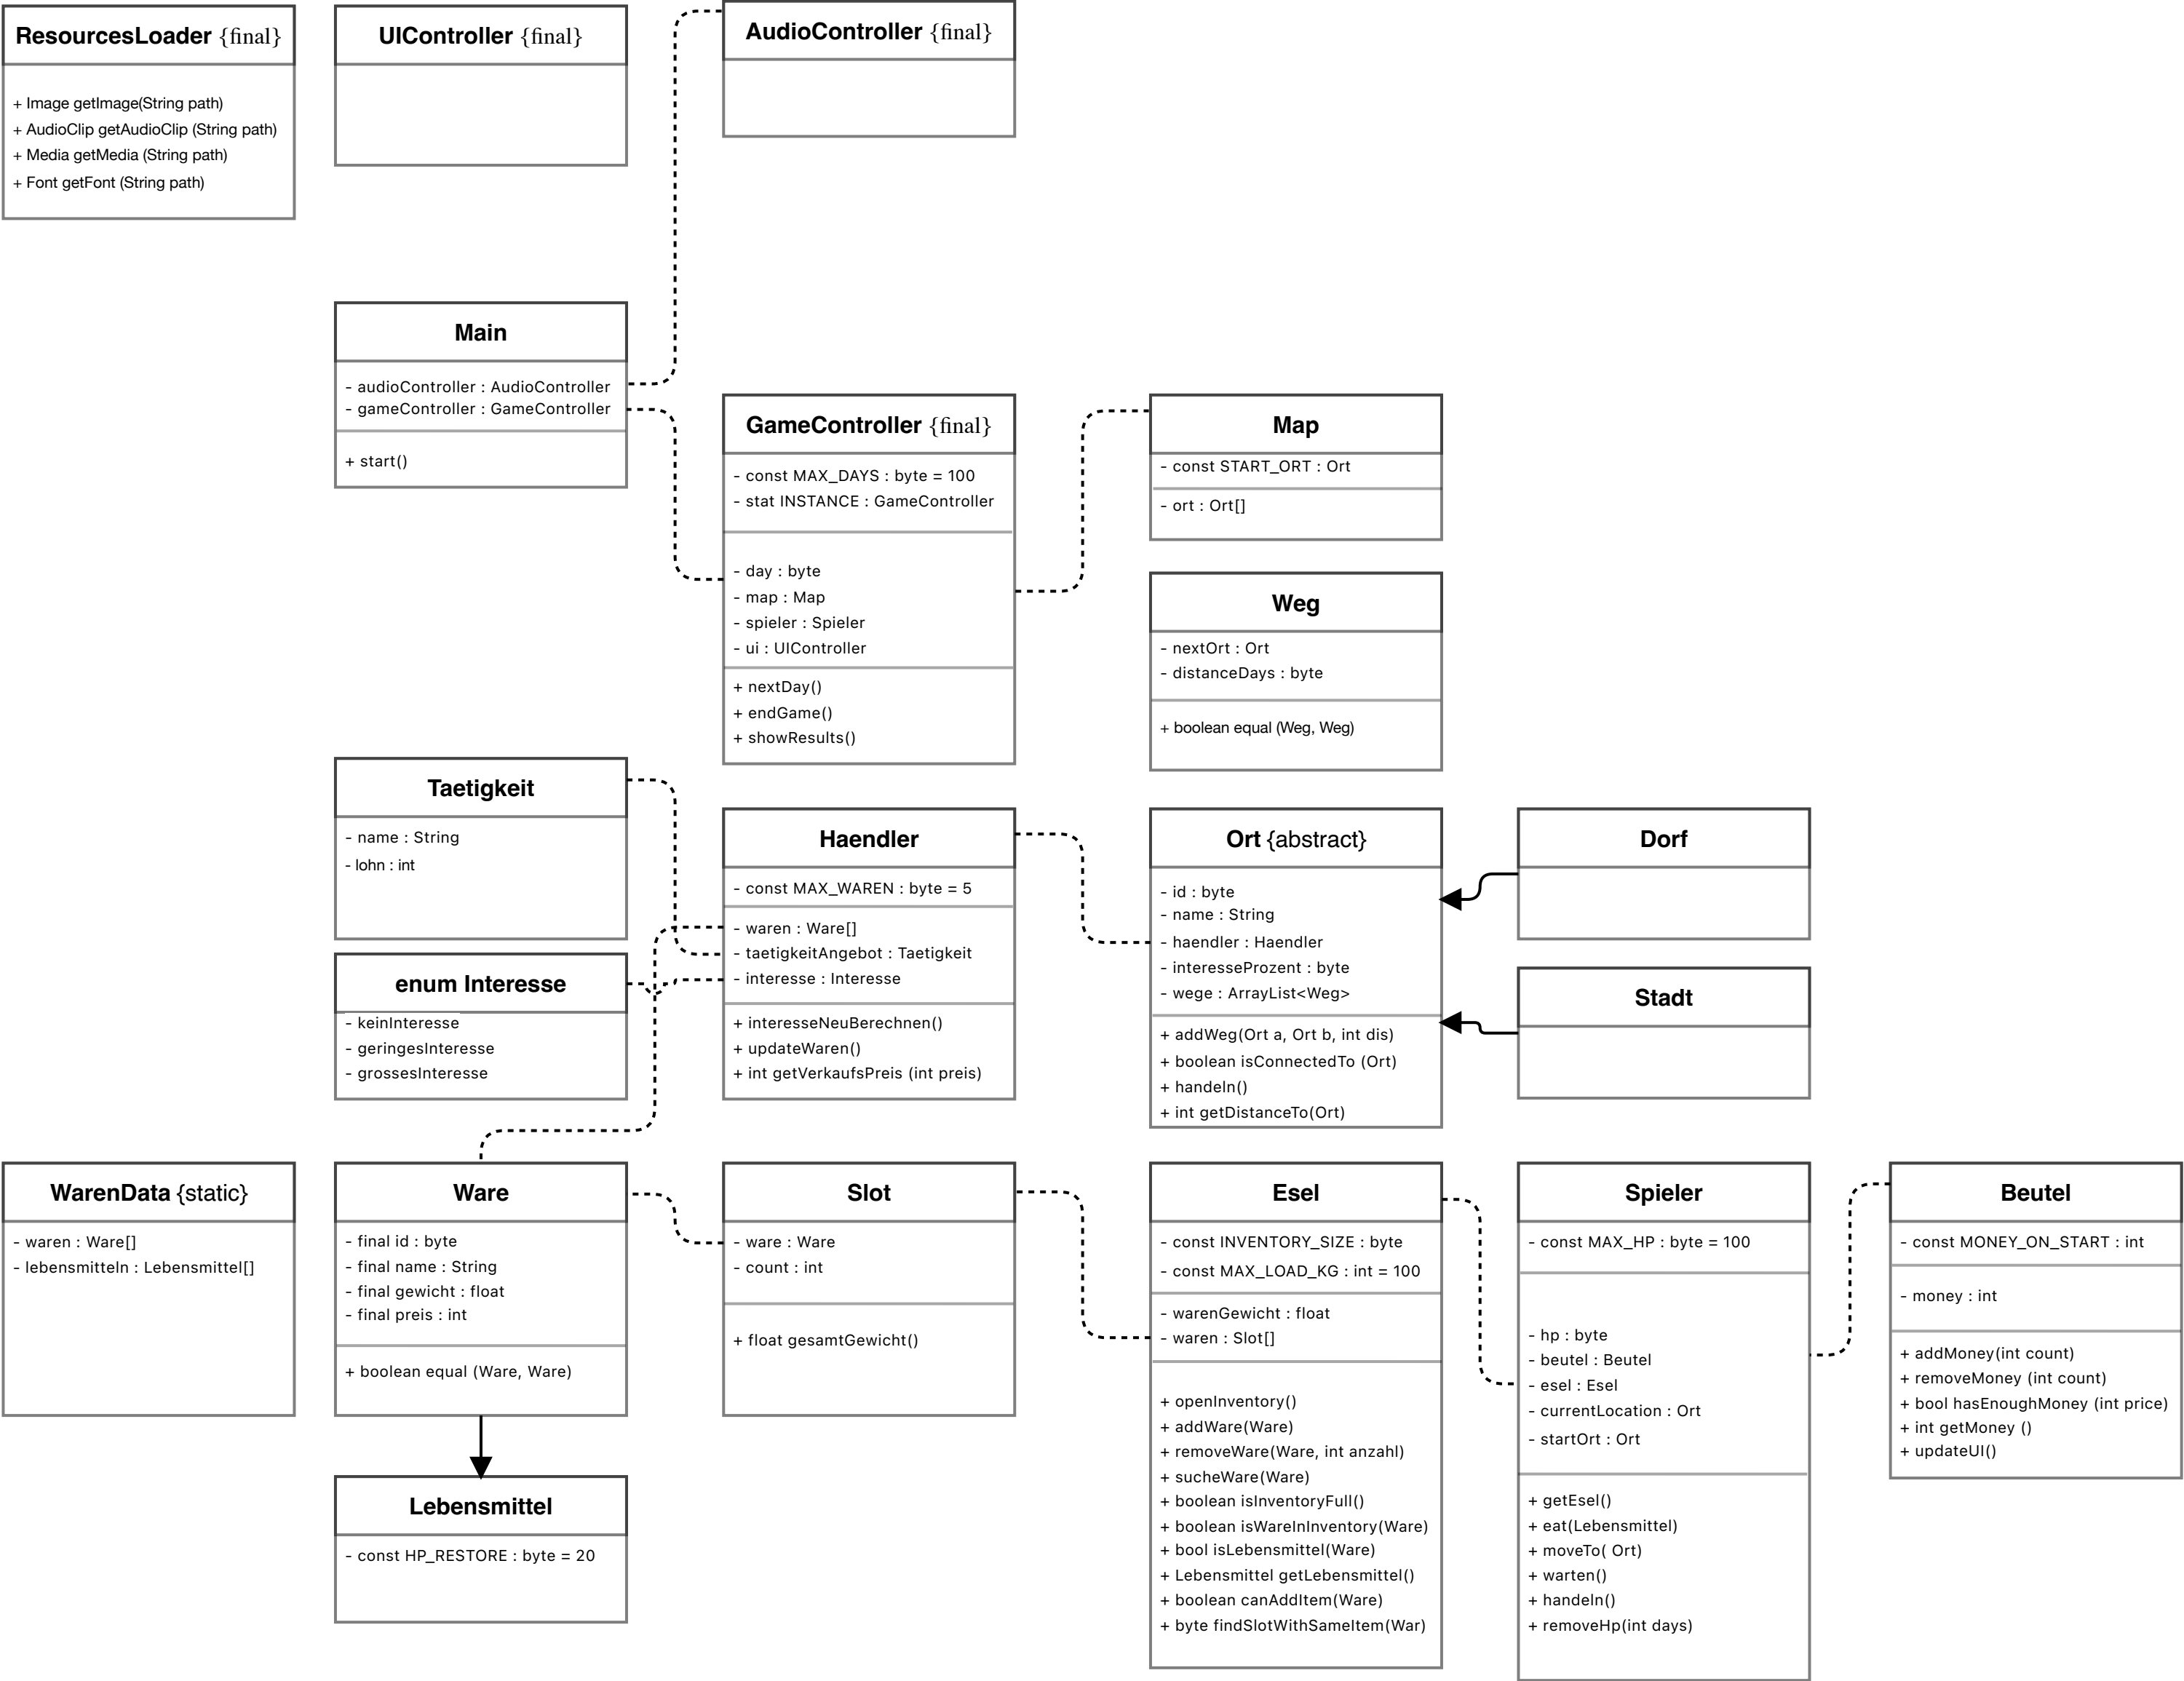 ResourcesLoader {final}
+ Image getImage(String path)
+ AudioClip getAudioClip (String path)
+ Media getMedia (String path)
+ Font getFont (String path)
UIController {final}
AudioController {final}
Main
- audioController : AudioController
- gameController : GameController
+ start()
GameController {final}
- const MAX_DAYS : byte = 100
- stat INSTANCE : GameController
- day : byte
- map : Map
- spieler : Spieler
- ui : UIController
+ nextDay()
+ endGame()
+ showResults()
Map
- const START_ORT : Ort
- ort : Ort[]
Weg
- nextOrt : Ort
- distanceDays : byte
+ boolean equal (Weg, Weg)
Taetigkeit
- name : String
- lohn : int
enum Interesse
- keinInteresse
- geringesInteresse
- grossesInteresse
Haendler
- const MAX_WAREN : byte = 5
- waren : Ware[]
- taetigkeitAngebot : Taetigkeit
- interesse : Interesse
+ interesseNeuBerechnen()
+ updateWaren()
+ int getVerkaufsPreis (int preis)
Ort {abstract}
- id : byte
- name : String
- haendler : Haendler
- interesseProzent : byte
- wege : ArrayList<Weg>
+ addWeg(Ort a, Ort b, int dis)
+ boolean isConnectedTo (Ort)
+ handeln()
+ int getDistanceTo(Ort)
Dorf
Stadt
WarenData {static}
- waren : Ware[]
- lebensmitteln : Lebensmittel[]
Ware
- final id : byte
- final name : String
- final gewicht : float
- final preis : int
+ boolean equal (Ware, Ware)
Lebensmittel
- const HP_RESTORE : byte = 20
Slot
- ware : Ware
- count : int
+ float gesamtGewicht()
Esel
- const INVENTORY_SIZE : byte
- const MAX_LOAD_KG : int = 100
- warenGewicht : float
- waren : Slot[]
+ openInventory()
+ addWare(Ware)
+ removeWare(Ware, int anzahl)
+ sucheWare(Ware)
+ boolean isInventoryFull()
+ boolean isWareInInventory(Ware)
+ bool isLebensmittel(Ware)
+ Lebensmittel getLebensmittel()
+ boolean canAddItem(Ware)
+ byte findSlotWithSameItem(War)
Spieler
- const MAX_HP : byte = 100
- hp : byte
- beutel : Beutel
- esel : Esel
- currentLocation : Ort
- startOrt : Ort
+ getEsel()
+ eat(Lebensmittel)
+ moveTo( Ort)
+ warten()
+ handeln()
+ removeHp(int days)
Beutel
- const MONEY_ON_START : int
- money : int
+ addMoney(int count)
+ removeMoney (int count)
+ bool hasEnoughMoney (int price)
+ int getMoney ()
+ updateUI()